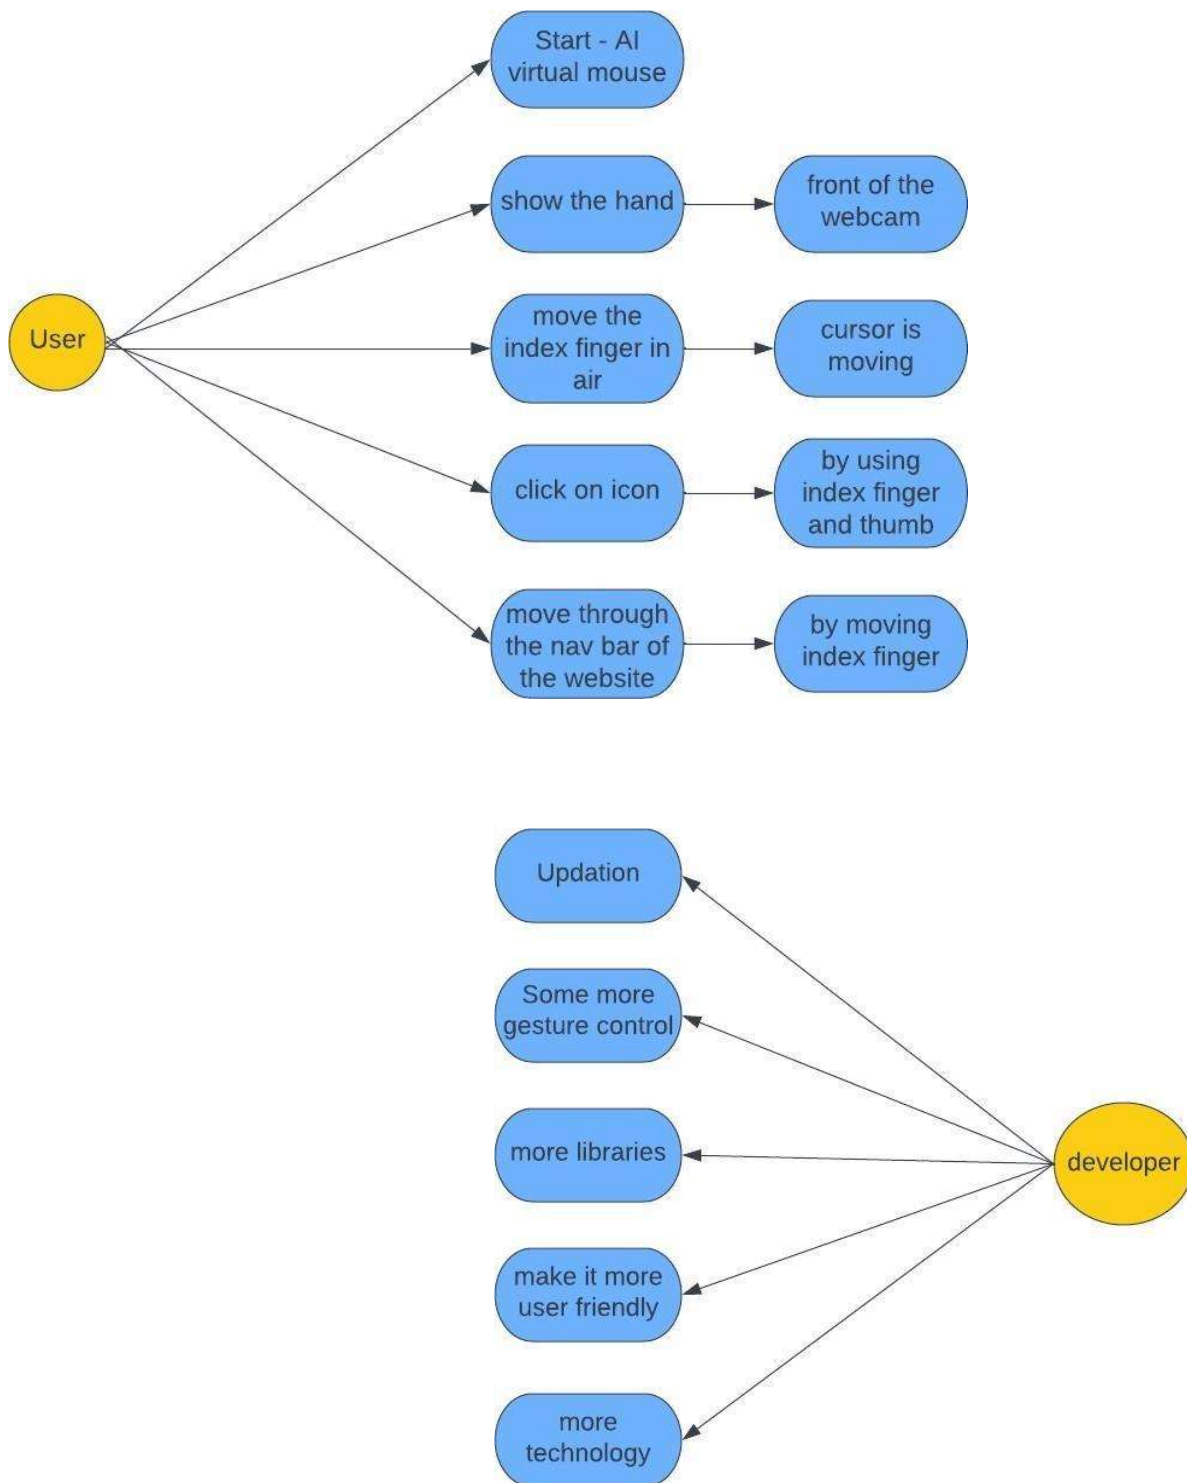 Start - AI
virtual mouse
show the hand
front of the
webcam
User
move the
index finger in
air
cursor is
moving
click on icon
by using
index finger
and thumb
move through
the nav bar of
the website
by moving
index finger
Updation
Some more
gesture control
more libraries
developer
make it more
user friendly
more
technology